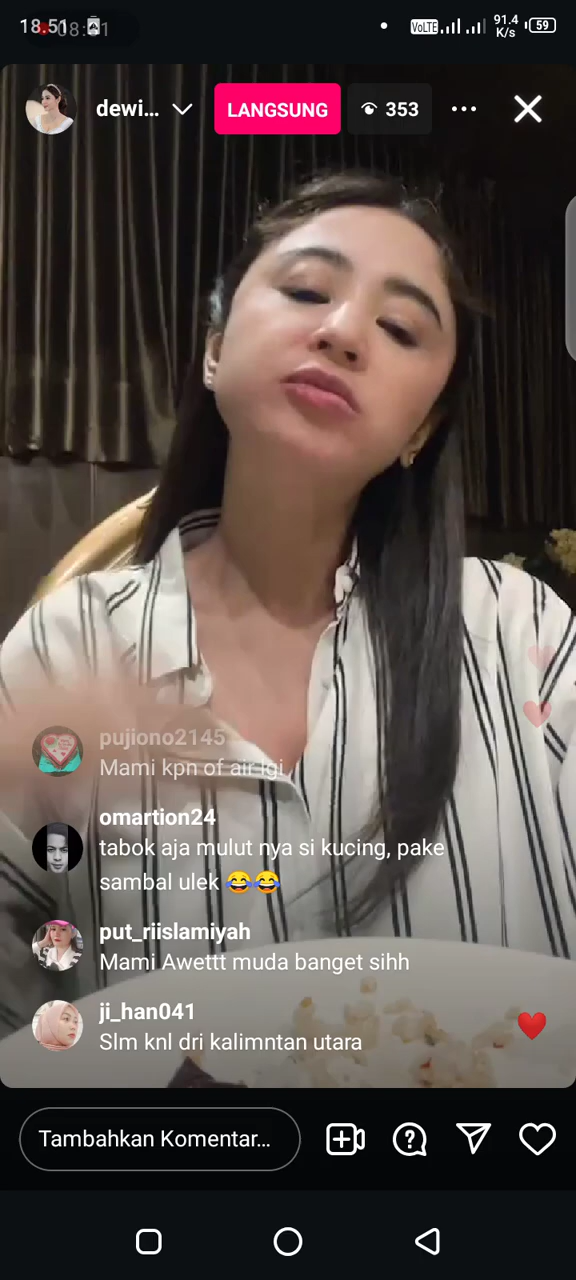 18.51
VoLTE
91.4
K/s
59
dewi...
LANGSUNG
353
pujiono2145
Mami kpn of air lgi
omartion24
tabok aja mulut nya si kucing, pake
sambal ulek 😂😂
put_riislamiyah
Mami Awettt muda banget sihh
ji_han041
Slm knl dri kalimntan utara
Tambahkan Komentar...